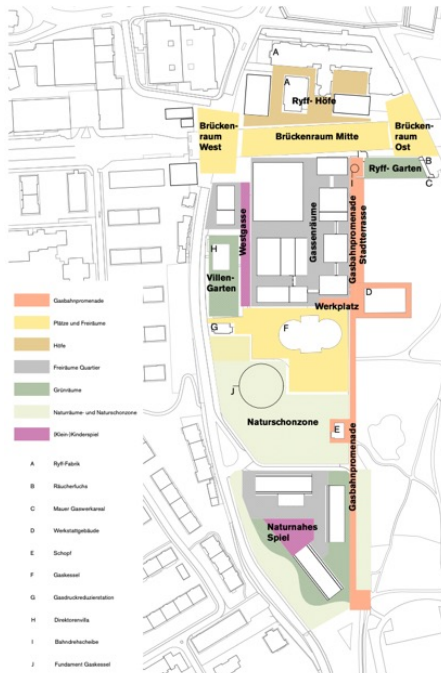 A
A
Ryff- Höfe
Brücken-
raum
West
Brückenraum Mitte
Brücken-
raum
Ost
Ryff- Garten
B
C
I
Westgasse
Gassenräume
Gasbahnpromenade
Stadtterrasse
H
Villen-
Garten
Werkplatz
D
G
F
J
Naturschonzone
E
Gasbahnpromenade
Naturnahes
Spiel
Gasbahnpromenade
Plätze und Freiräume
Höfe
Freiräume Quartier
Grünräume
Naturräume- und Naturschonzone
(Klein-)Kinderspiel
A Ryff-Fabrik
B Räucherfuchs
C Mauer Gaswerkareal
D Werkstattgebäude
E Schopf
F Gaskessel
G Gasdruckreduzierstation
H Direktorenvilla
I Bahndrehscheibe
J Fundament Gaskessel